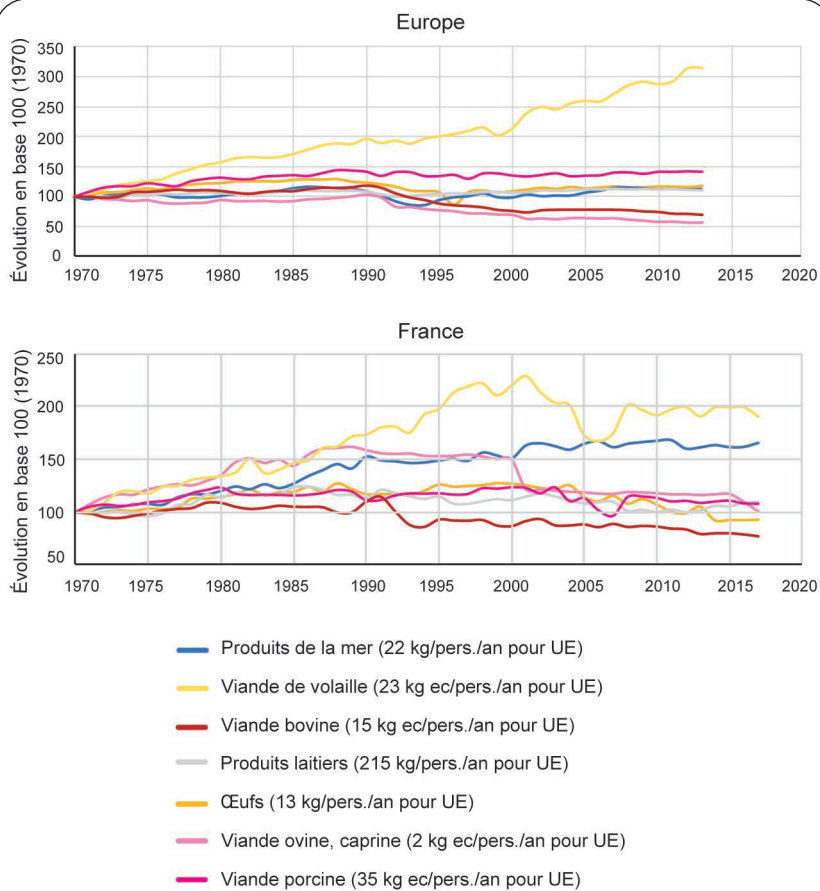 Europe
Évolution en base 100 (1970)
350
300
250
200
150
100
50
0
1970 1975 1980 1985 1990 1995 2000 2005 2010 2015 2020
France
Évolution en base 100 (1970)
250
200
150
100
50
1970 1975 1980 1985 1990 1995 2000 2005 2010 2015 2020
Produits de la mer (22 kg/pers./an pour UE)
Viande de volaille (23 kg ec/pers./an pour UE)
Viande bovine (15 kg ec/pers./an pour UE)
Produits laitiers (215 kg/pers./an pour UE)
Œufs (13 kg/pers./an pour UE)
Viande ovine, caprine (2 kg ec/pers./an pour UE)
Viande porcine (35 kg ec/pers./an pour UE)